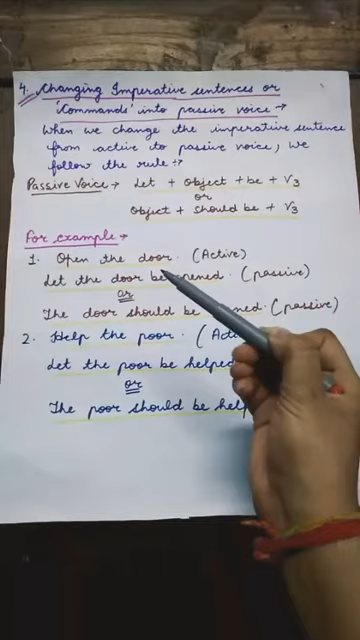 4. Changing Imperative sentences or
'Commands' into passive voice →
When we change the imperative sentence
from active to passive voice, we
follow the rule :→
Passive Voice → Let + object + be + V3
or
Object + should be + V3
For example →
1. Open the door. (Active)
Let the door be opened. (passive)
or
The door should be (passive)
2. Help the poor.
Let the poor be helped
or
The poor should be